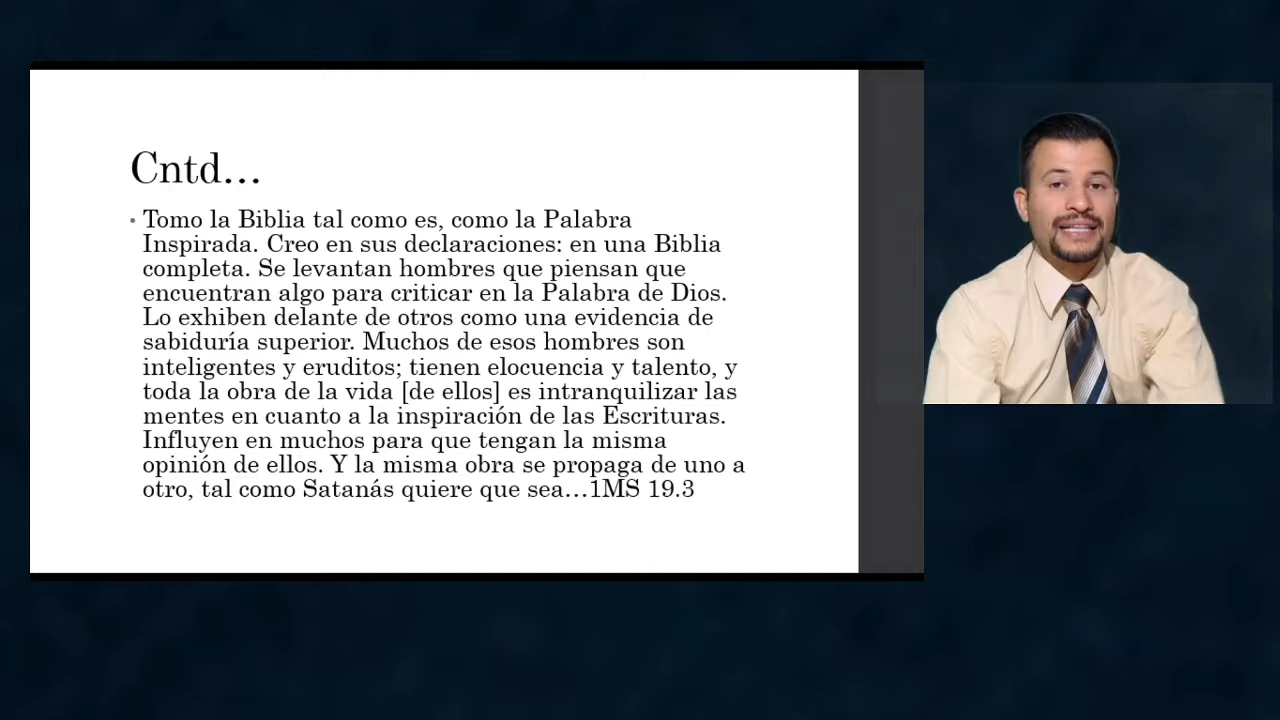 Cntd...
• Tomo la Biblia tal como es, como la Palabra
Inspirada. Creo en sus declaraciones: en una Biblia
completa. Se levantan hombres que piensan que
encuentran algo para criticar en la Palabra de Dios.
Lo exhiben delante de otros como una evidencia de
sabiduría superior. Muchos de esos hombres son
inteligentes y eruditos; tienen elocuencia y talento, y
toda la obra de la vida [de ellos] es intranquilizar las
mentes en cuanto a la inspiración de las Escrituras.
Influyen en muchos para que tengan la misma
opinión de ellos. Y la misma obra se propaga de uno a
otro, tal como Satanás quiere que sea...1MS 19.3